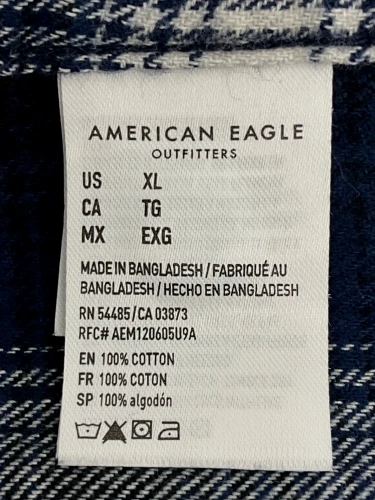 AMERICAN EAGLE
OUTFITTERS
US XL
CA TG
MX EXG
MADE IN BANGLADESH / FABRIQUÉ AU
BANGLADESH / HECHO EN BANGLADESH
RN 54485 / CA 03873
RFC# AEM120605U9A
EN 100% COTTON
FR 100% COTON
SP 100% algodón